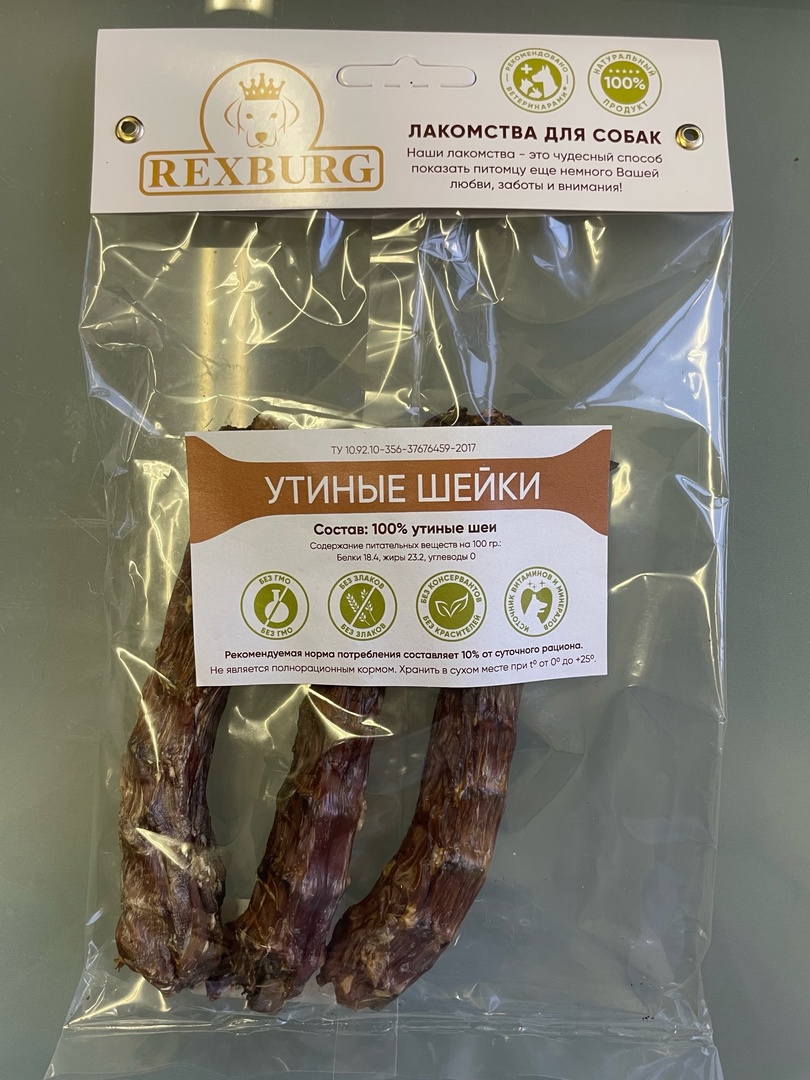 REXBURG
РЕКОМЕНДОВАНО ВЕТЕРИНАРАМИ
НАТУРАЛЬНЫЙ
100%
ПРОДУКТ
ЛАКОМСТВА ДЛЯ СОБАК
Наши лакомства - это чудесный способ
показать питомцу еще немного Вашей
любви, заботы и внимания!
ТУ 10.92.10-356-37676459-2017
УТИНЫЕ ШЕЙКИ
Состав: 100% утиные шеи
Содержание питательных веществ на 100 гр.:
Белки 18.4, жиры 23.2, углеводы 0
БЕЗ ГМО
БЕЗ ГМО
БЕЗ ЗЛАКОВ
БЕЗ ЗЛАКОВ
БЕЗ КОНСЕРВАНТОВ
БЕЗ КРАСИТЕЛЕЙ
ИСТОЧНИК ВИТАМИНОВ И МИНЕРАЛОВ
Рекомендуемая норма потребления составляет 10% от суточного рациона.
Не является полнорационным кормом. Хранить в сухом месте при t° от 0° до +25°.